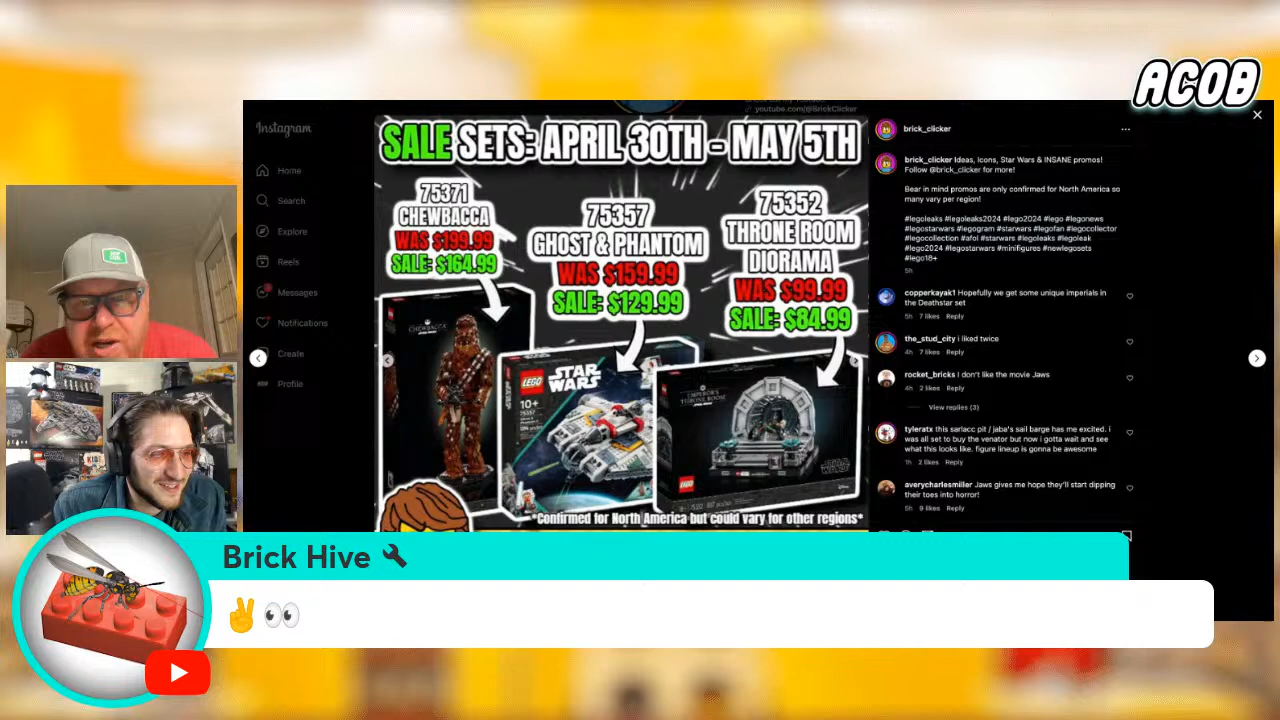 ACOB
Instagram
Home
Search
Explore
Reels
Messages
Notifications
Create
Profile
youtube.com/@BrickClicker
SALE SETS: APRIL 30TH - MAY 5TH
75371
CHEWBACCA
WAS $199.99
SALE: $164.99
75357
GHOST & PHANTOM
WAS $159.99
SALE: $129.99
75352
THRONE ROOM
DIORAMA
WAS $99.99
SALE: $84.99
CHEWBACCA
LEGO
STAR
WARS
10+
75357
EMPEROR'S
THRONE ROOM
STAR
WARS
LEGO
*Confirmed for North America but could vary for other regions*
brick_clicker
brick_clicker Ideas, Icons, Star Wars & INSANE promos!
Follow @brick_clicker for more!
Bear in mind promos are only confirmed for North America so
many vary per region!
#legoleaks #legoleaks2024 #lego2024 #lego #legonews
#legostarwars #legogram #starwars #legofan #legocollector
#legocollection #afol #starwars #legoleaks #legoleak
#lego2024 #legostarwars #minifigures #newlegosets
#lego18+
5h
copperkayak1 Hopefully we get some unique imperials in
the Deathstar set
5h 7 likes Reply
the_stud_city i liked twice
4h 7 likes Reply
rocket_bricks I don't like the movie Jaws
4h 2 likes Reply
View replies (3)
tyleratx this sarlacc pit / jaba's sail barge has me excited. i
was all set to buy the venator but now i gotta wait and see
what this looks like. figure lineup is gonna be awesome
1h 2 likes Reply
averycharlesmiller Jaws gives me hope they'll start dipping
their toes into horror!
5h 9 likes Reply
Brick Hive